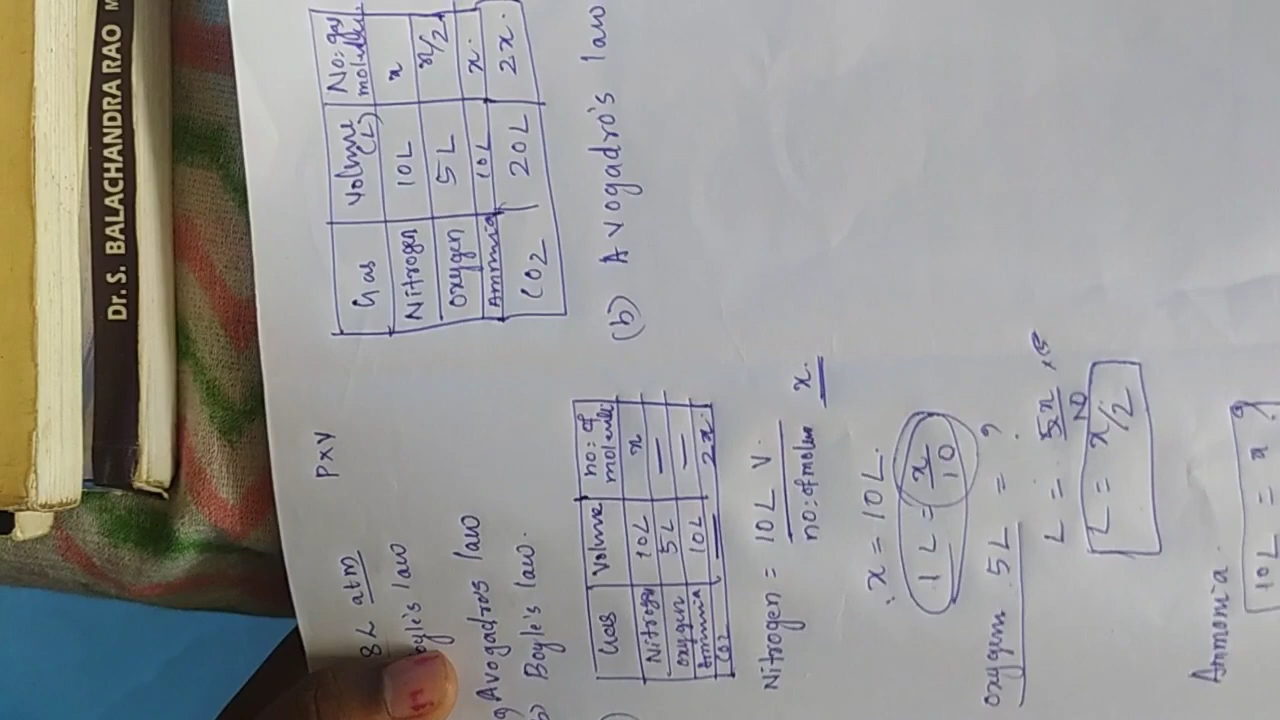 Dr. S. BALACHANDRA RAO
8L atm
P×V
Boyle's law
Avogadros law
(b) Boyle's law.
Gas Volume no: of molecule
Nitrogen 10L x
oxygen 5L —
Ammonia 10L —
CO2 2x.
Nitrogen = 10L V.
no: of molecules x.
x = 10L.
1L = x/10
oxygen 5L = ?
L = 5x/10
L = x/2
Ammonia.
10L = x
Gas Volume (L) No: of molecules
Nitrogen 10L x
oxygen 5L x/2
Ammonia 10L x.
CO2 20L 2x.
(b) Avogadro's law